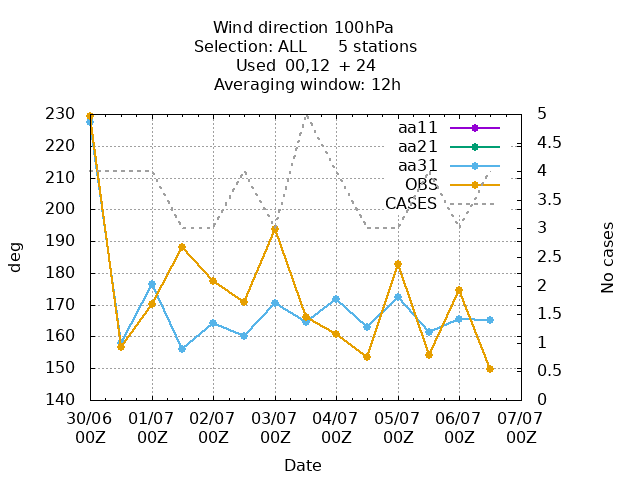 Wind direction 100hPa
Selection: ALL 5 stations
Used 00,12 + 24
Averaging window: 12h
230
220
210
200
190
180
170
160
150
140
deg
5
4.5
4
3.5
3
2.5
2
1.5
1
0.5
0
No cases
aa11
aa21
aa31
OBS
CASES
30/06 01/07 02/07 03/07 04/07 05/07 06/07 07/07
00Z 00Z 00Z 00Z 00Z 00Z 00Z 00Z
Date